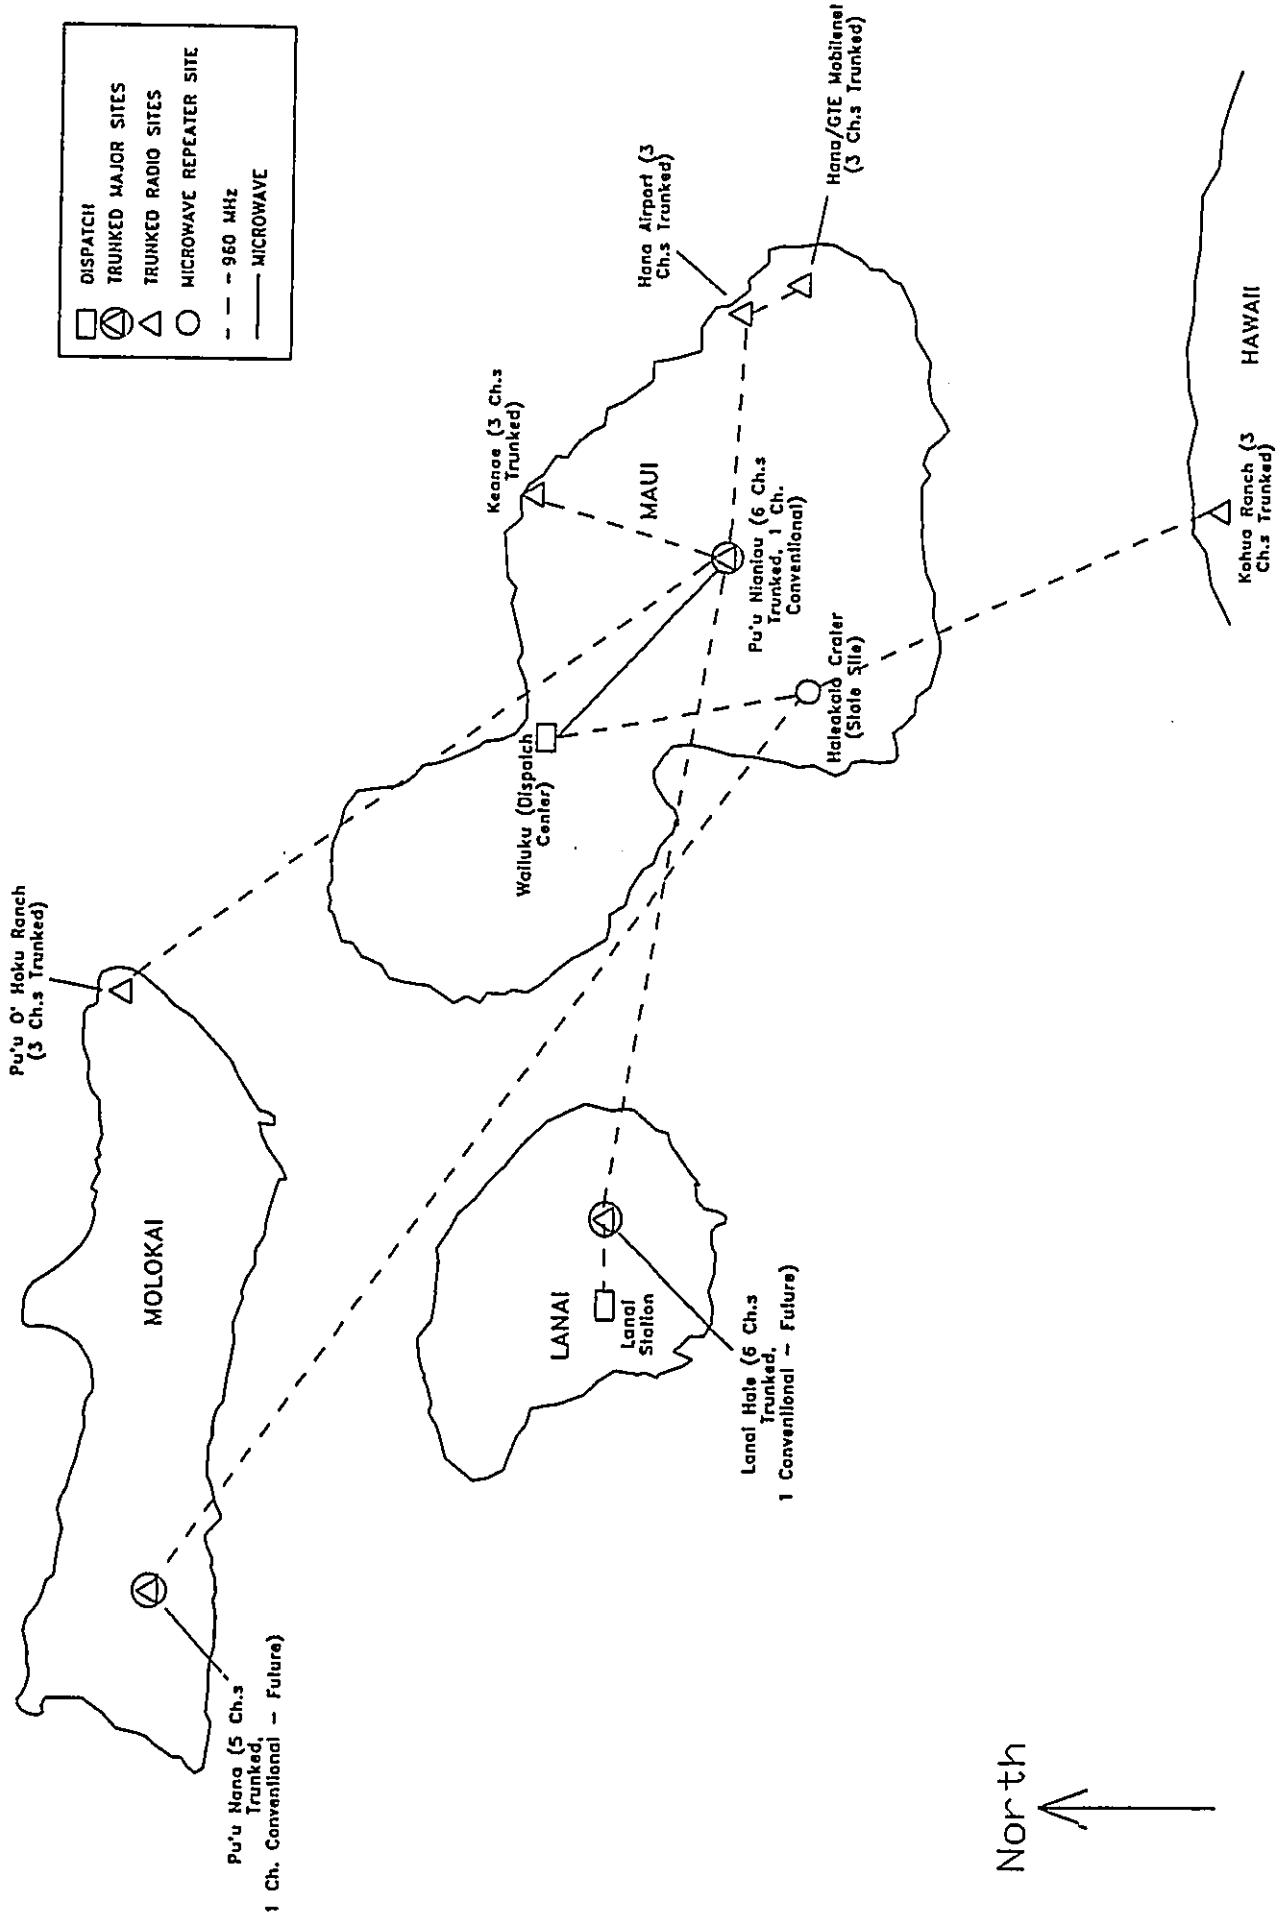 DISPATCH
TRUNKED MAJOR SITES
TRUNKED RADIO SITES
MICROWAVE REPEATER SITE
960 MHz
MICROWAVE
Pu'u O' Hoku Ranch
(3 Ch.s Trunked)
MOLOKAI
Pu'u Nana (5 Ch.s
Trunked,
1 Ch. Conventional – Future)
LANAI
Lanai
Station
Lanai Hale (6 Ch.s
Trunked,
1 Conventional – Future)
Wailuku (Dispatch
Center)
Keanae (3 Ch.s
Trunked)
MAUI
Hana Airport (3
Ch.s Trunked)
Hana/GTE Mobilenet
(3 Ch.s Trunked)
Pu'u Nianiau (6 Ch.s
Trunked, 1 Ch.
Conventional)
Haleakala Crater
(State Site)
Kohua Ranch (3
Ch.s Trunked)
HAWAII
North